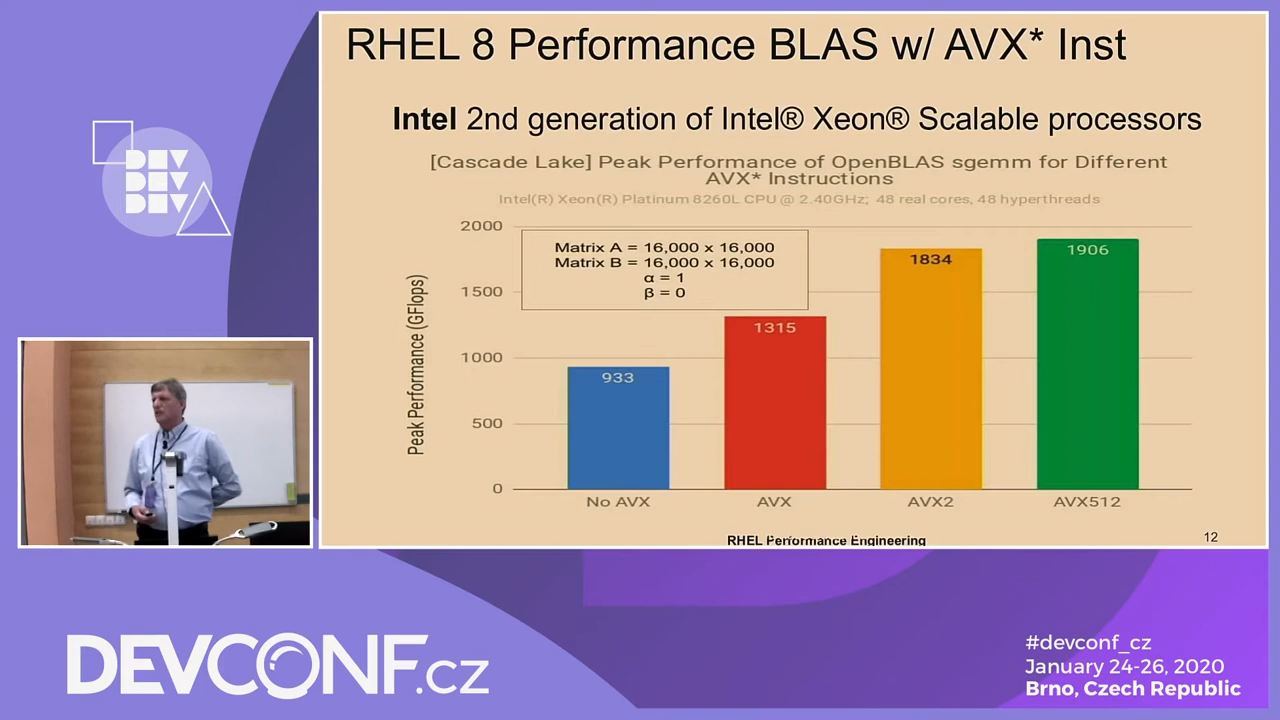 RHEL 8 Performance BLAS w/ AVX* Inst
Intel 2nd generation of Intel® Xeon® Scalable processors
[Cascade Lake] Peak Performance of OpenBLAS sgemm for Different
AVX* Instructions
Intel(R) Xeon(R) Platinum 8260L CPU @ 2.40GHz; 48 real cores, 48 hyperthreads
Peak Performance (GFlops)
2000
1500
1000
500
0
Matrix A = 16,000 x 16,000
Matrix B = 16,000 x 16,000
α = 1
β = 0
933
1315
1834
1906
No AVX
AVX
AVX2
AVX512
RHEL Performance Engineering
12
DEV
DEV
DEV
DEVCONF.cz
#devconf_cz
January 24-26, 2020
Brno, Czech Republic